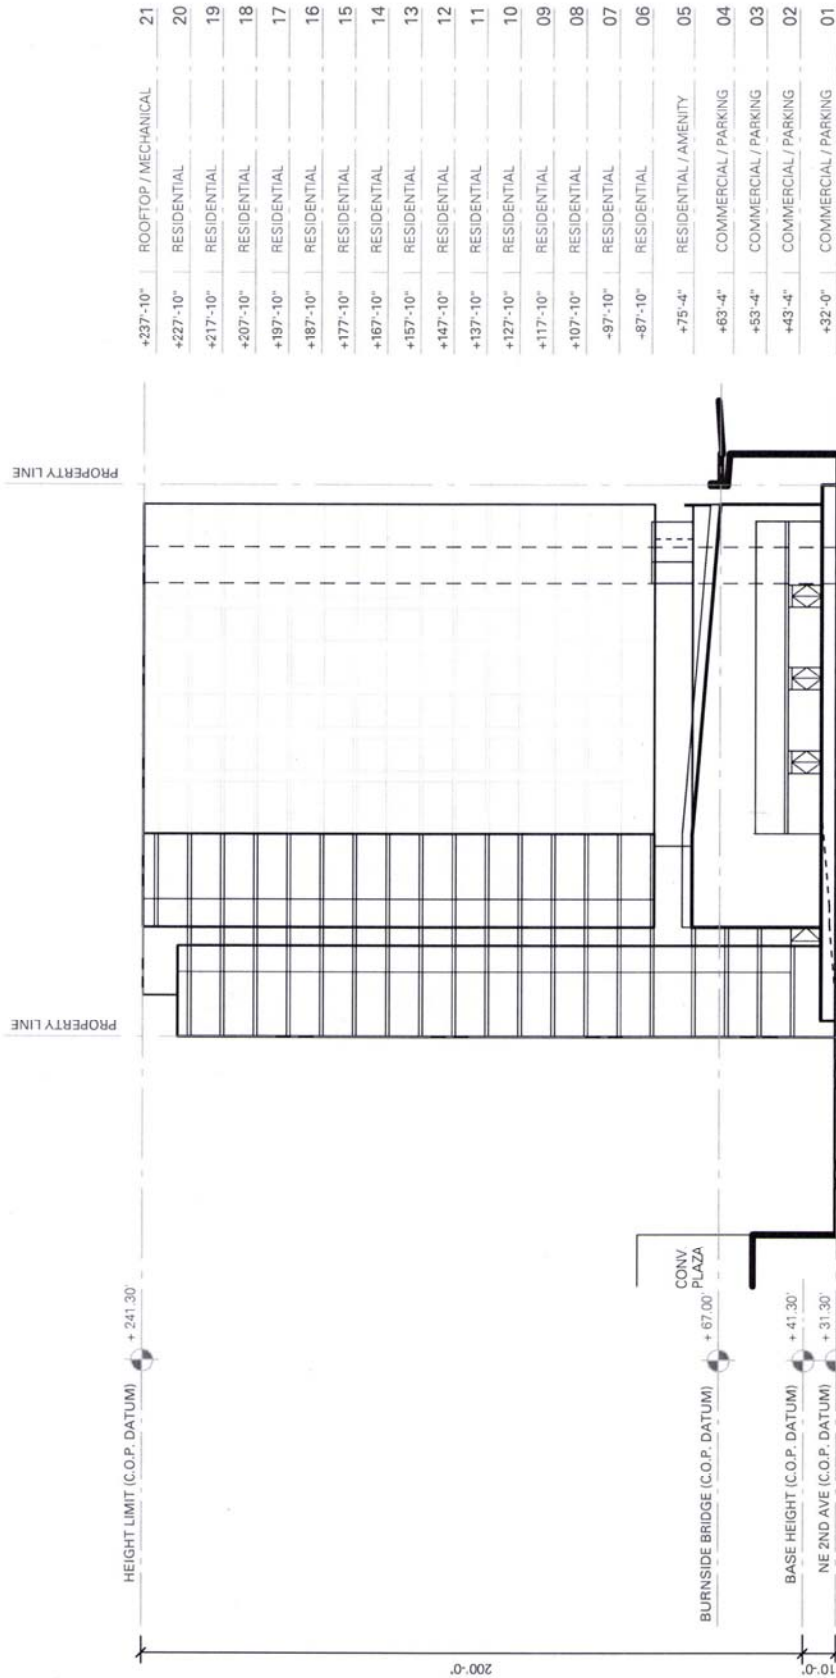 PROPERTY LINE
PROPERTY LINE
HEIGHT LIMIT (C.O.P. DATUM) + 241.30'
BURNSIDE BRIDGE (C.O.P. DATUM) + 67.00'
BASE HEIGHT (C.O.P. DATUM) + 41.30'
NE 2ND AVE (C.O.P. DATUM) + 31.30'
200'-0"
10'-0"
CONV.
PLAZA
+237'-10" ROOFTOP / MECHANICAL 21
+227'-10" RESIDENTIAL 20
+217'-10" RESIDENTIAL 19
+207'-10" RESIDENTIAL 18
+197'-10" RESIDENTIAL 17
+187'-10" RESIDENTIAL 16
+177'-10" RESIDENTIAL 15
+167'-10" RESIDENTIAL 14
+157'-10" RESIDENTIAL 13
+147'-10" RESIDENTIAL 12
+137'-10" RESIDENTIAL 11
+127'-10" RESIDENTIAL 10
+117'-10" RESIDENTIAL 09
+107'-10" RESIDENTIAL 08
+97'-10" RESIDENTIAL 07
+87'-10" RESIDENTIAL 06
+75'-4" RESIDENTIAL / AMENITY 05
+63'-4" COMMERCIAL / PARKING 04
+53'-4" COMMERCIAL / PARKING 03
+43'-4" COMMERCIAL / PARKING 02
+32'-0" COMMERCIAL / PARKING 01